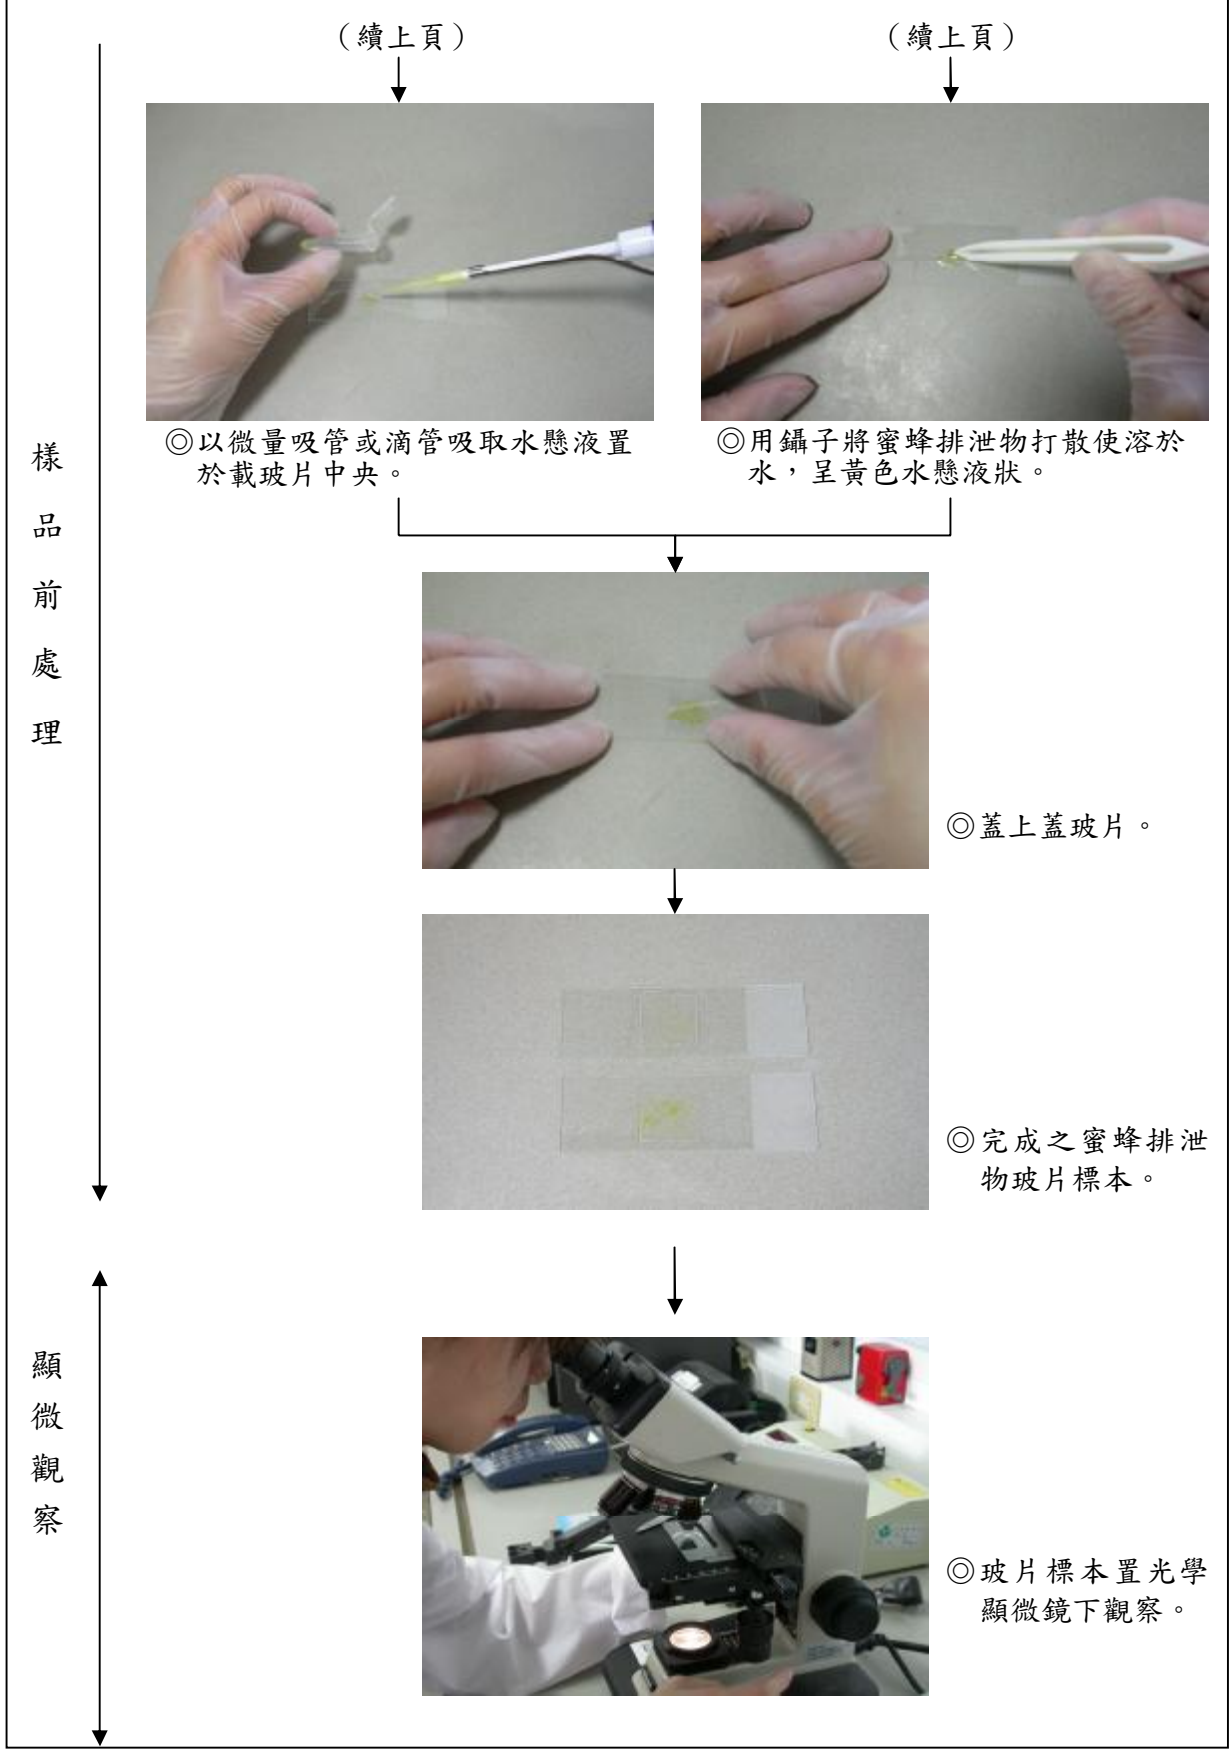 （續上頁）
（續上頁）
◎以微量吸管或滴管吸取水懸液置
於載玻片中央。
◎用鑷子將蜜蜂排泄物打散使溶於
水，呈黃色水懸液狀。
樣品前處理
◎蓋上蓋玻片。
◎完成之蜜蜂排泄
物玻片標本。
顯微觀察
◎玻片標本置光學
顯微鏡下觀察。